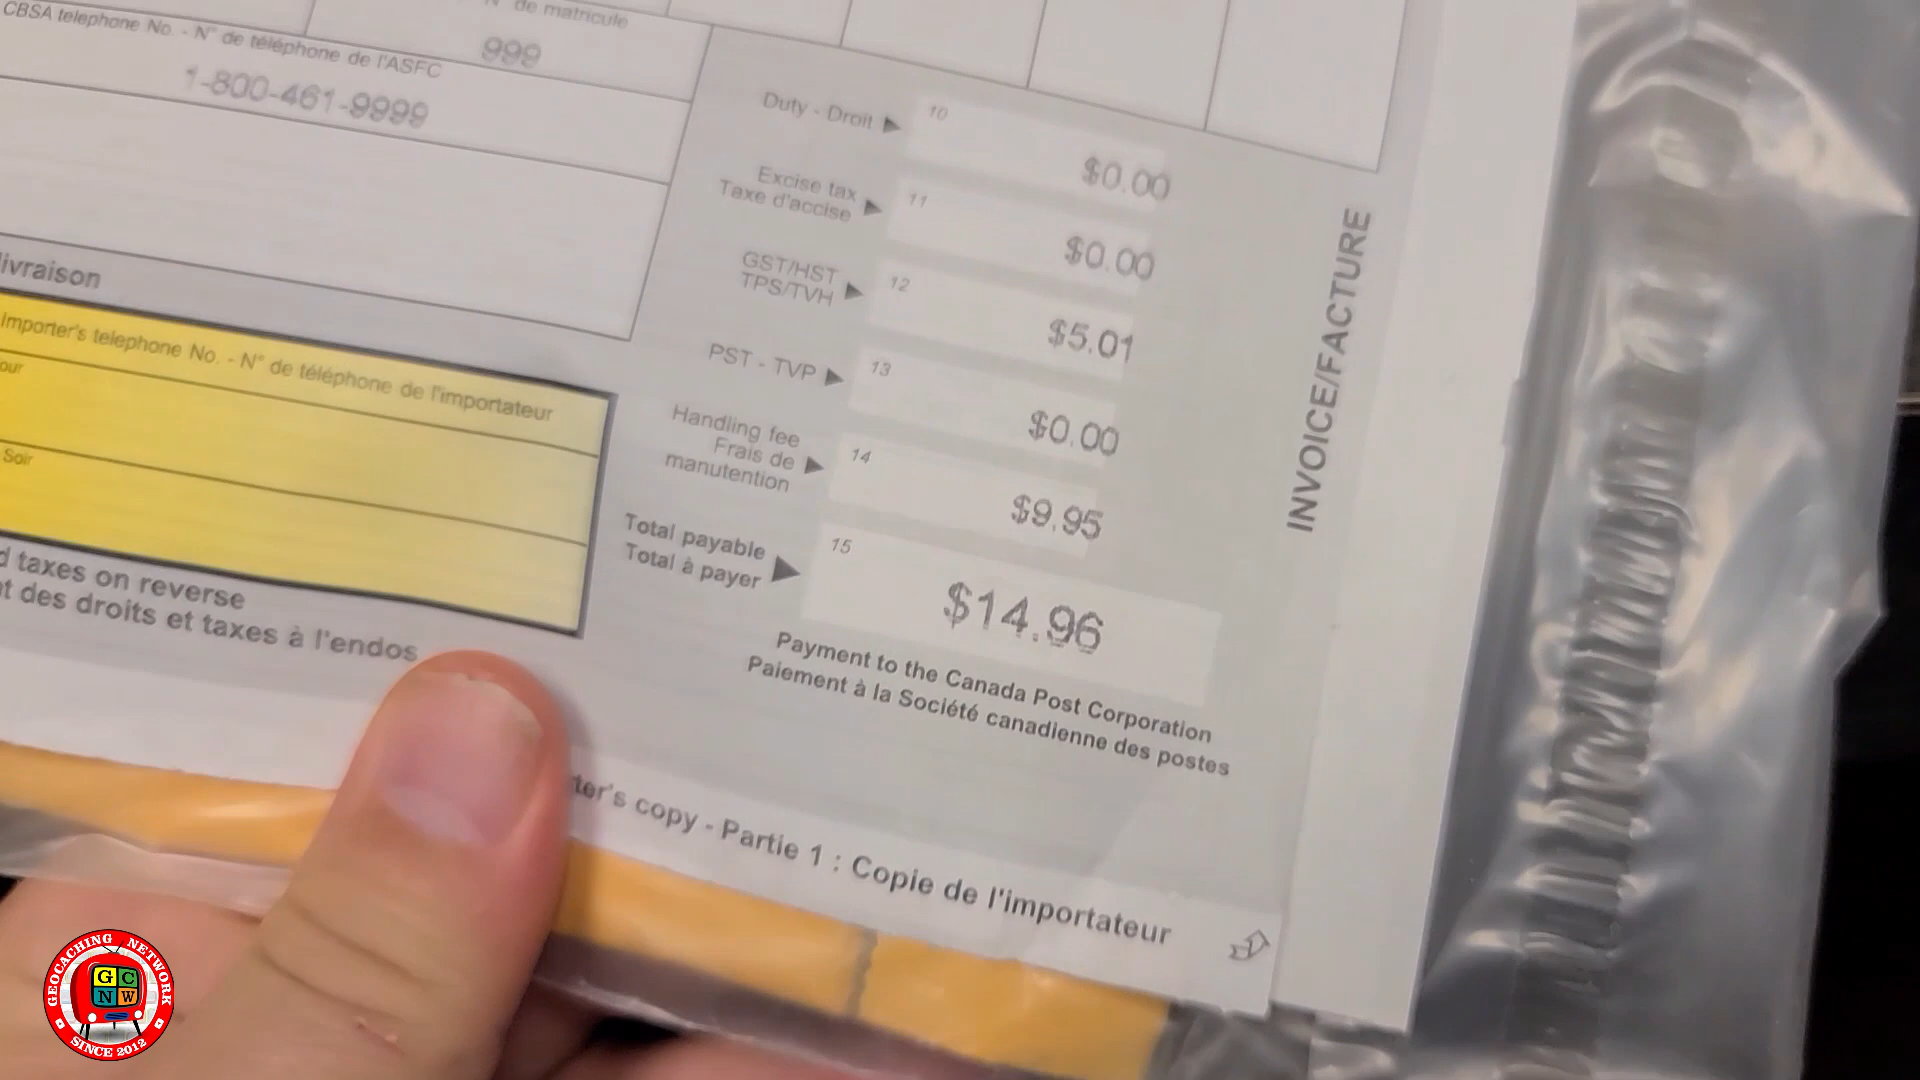 N° de matricule
999
CBSA telephone No. - N° de téléphone de l'ASFC
1-800-461-9999
Duty - Droit ▶
10
$0.00
Excise tax
Taxe d'accise ▶
11
$0.00
GST/HST
TPS/TVH ▶
12
$5.01
PST - TVP ▶
13
$0.00
Handling fee
Frais de
manutention ▶
14
$9.95
Total payable
Total à payer ▶
15
$14.96
Payment to the Canada Post Corporation
Paiement à la Société canadienne des postes
INVOICE/FACTURE
livraison
Importer's telephone No. - N° de téléphone de l'importateur
our
Soir
d taxes on reverse
t des droits et taxes à l'endos
ter's copy - Partie 1 : Copie de l'importateur
GEOCACHING NETWORK
GC
NW
SINCE 2012